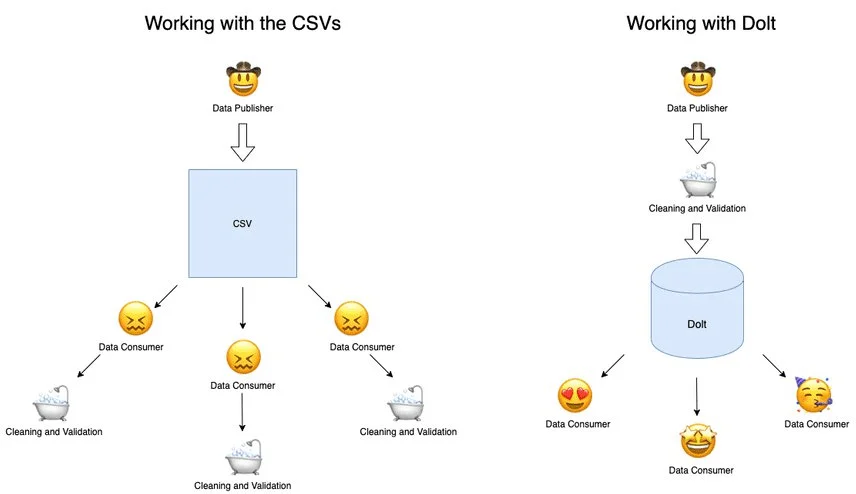 Working with the CSVs
Data Publisher
CSV
Data Consumer
Data Consumer
Data Consumer
Cleaning and Validation
Cleaning and Validation
Cleaning and Validation
Working with Dolt
Data Publisher
Cleaning and Validation
Dolt
Data Consumer
Data Consumer
Data Consumer